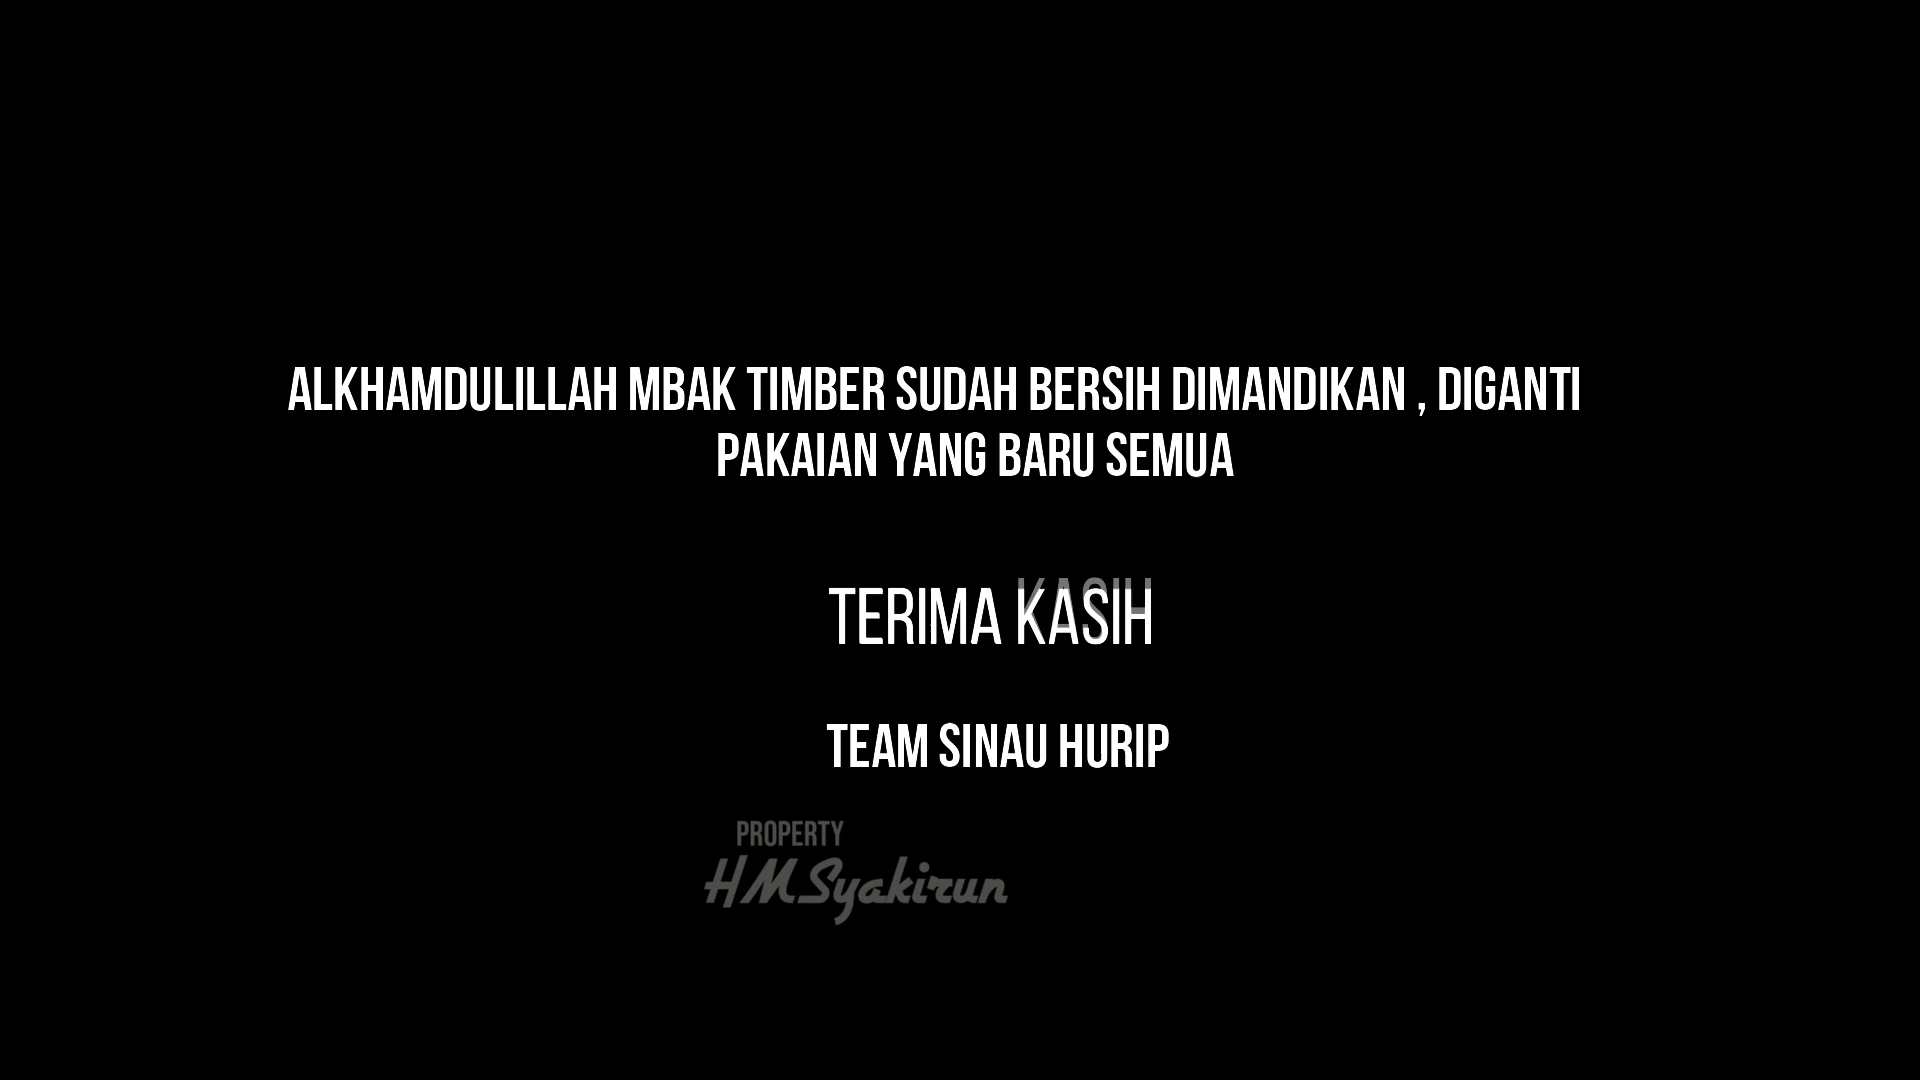 ALKHAMDULILLAH MBAK TIMBER SUDAH BERSIH DIMANDIKAN , DIGANTI
PAKAIAN YANG BARU SEMUA
TERIMA KASIH
TEAM SINAU HURIP
PROPERTY
HMSyakirun